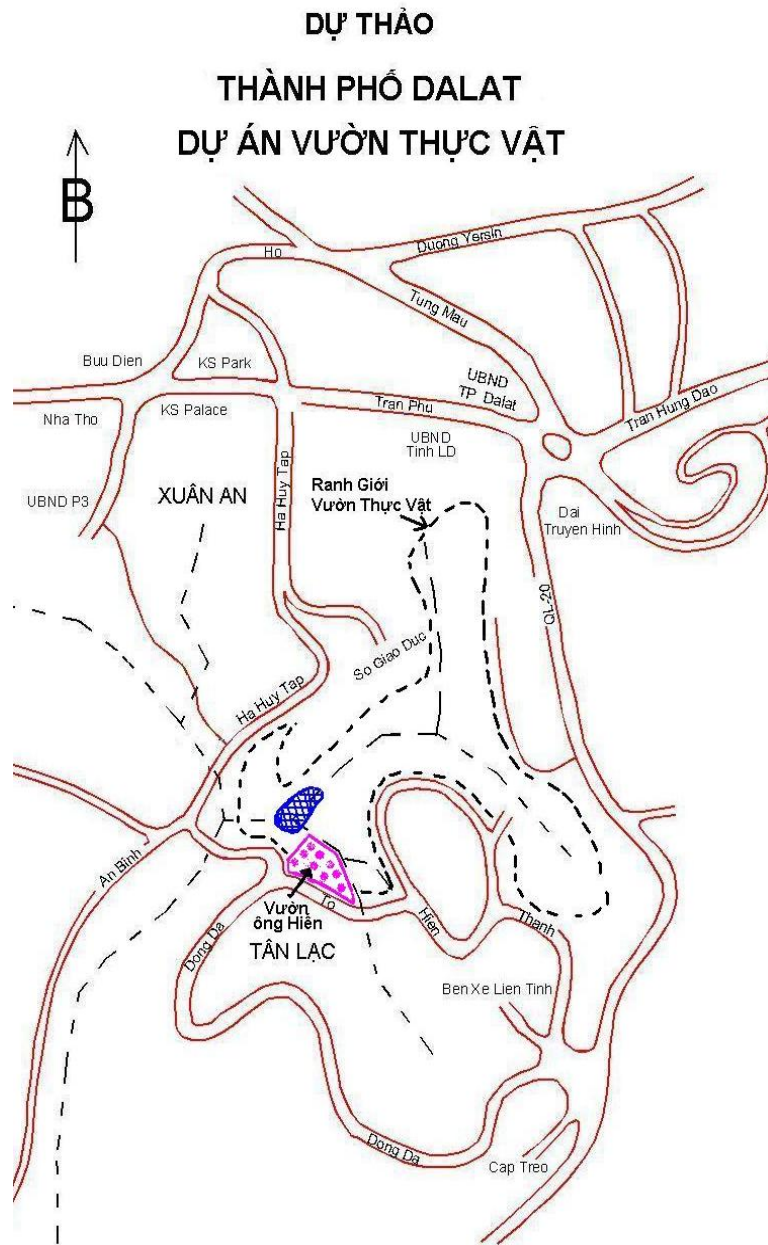 DỰ THẢO
THÀNH PHỐ DALAT
DỰ ÁN VƯỜN THỰC VẬT
B
Ho
Duong Yersin
Tung Mau
Buu Dien
KS Park
UBND
TP Dalat
Nha Tho
KS Palace
Tran Phu
Tran Hung Dao
UBND
Tinh LD
UBND P3
XUÂN AN
Ha Huy Tap
Ranh Giới
Vườn Thực Vật
Dai
Truyen Hinh
QL-20
So Giao Duc
Ha Huy Tap
An Binh
Vườn
ông Hiên
To
Hien
Thanh
TÂN LẠC
Dong Da
Ben Xe Lien Tinh
Dong Da
Cap Treo